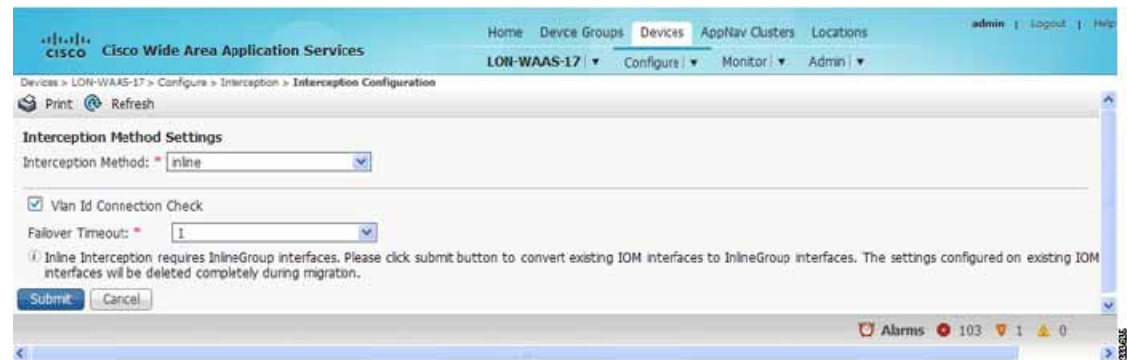 Home Devce Groups Devices AppNav Clusters Locations
admin | Logout | Help
CISCO Cisco Wide Area Application Services
LON-WAAS-17 Configure Monitor Admin
Devices > LON-WAAS-17 > Configure > Interception > Interception Configuration
Print Refresh
Interception Method Settings
Interception Method: * inline
Vlan Id Connection Check
Failover Timeout: * 1
Inline Interception requires InlineGroup interfaces. Please click submit button to convert existing IOM interfaces to InlineGroup interfaces. The settings configured on existing IOM
interfaces will be deleted completely during migration.
Submit Cancel
Alarms 103 1 0